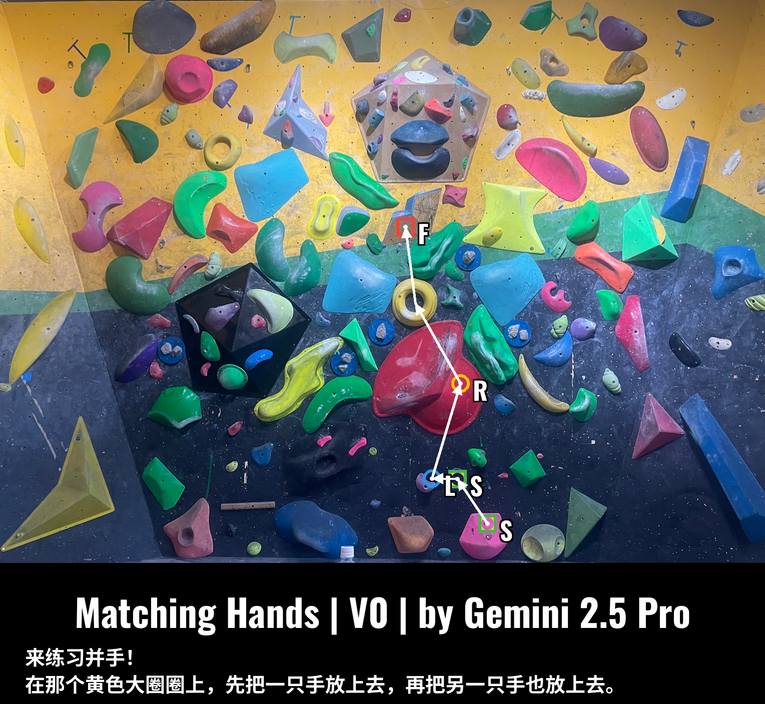 F
R
L S
S
Matching Hands | V0 | by Gemini 2.5 Pro
来练习并手！
在那个黄色大圈圈上，先把一只手放上去，再把另一只手也放上去。